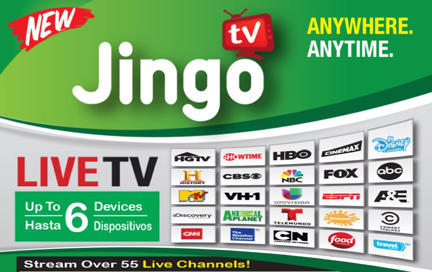 NEW
Jingo tv
ANYWHERE.
ANYTIME.
LIVE TV
Up To 6 Devices
Hasta Dispositivos
HGTV SHOWTIME HBO CINEMAX Disney
H HISTORY CBS NBC FOX abc
MTV VH1 UNIVISION ESPN A&E
discovery ANIMAL PLANET TELEMUNDO COMEDY CENTRAL
CNN The Weather Channel CN food travel
Stream Over 55 Live Channels!